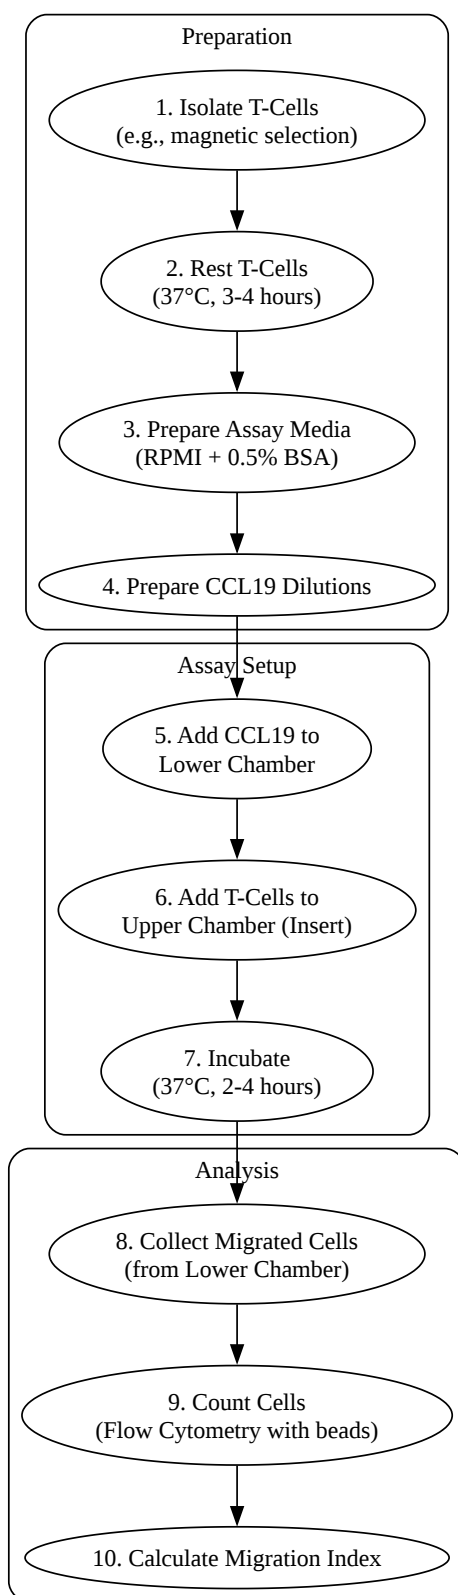 Preparation
1. Isolate T-Cells
(e.g., magnetic selection)
2. Rest T-Cells
(37°C, 3-4 hours)
3. Prepare Assay Media
(RPMI + 0.5% BSA)
4. Prepare CCL19 Dilutions
Assay Setup
5. Add CCL19 to
Lower Chamber
6. Add T-Cells to
Upper Chamber (Insert)
7. Incubate
(37°C, 2-4 hours)
Analysis
8. Collect Migrated Cells
(from Lower Chamber)
9. Count Cells
(Flow Cytometry with beads)
10. Calculate Migration Index